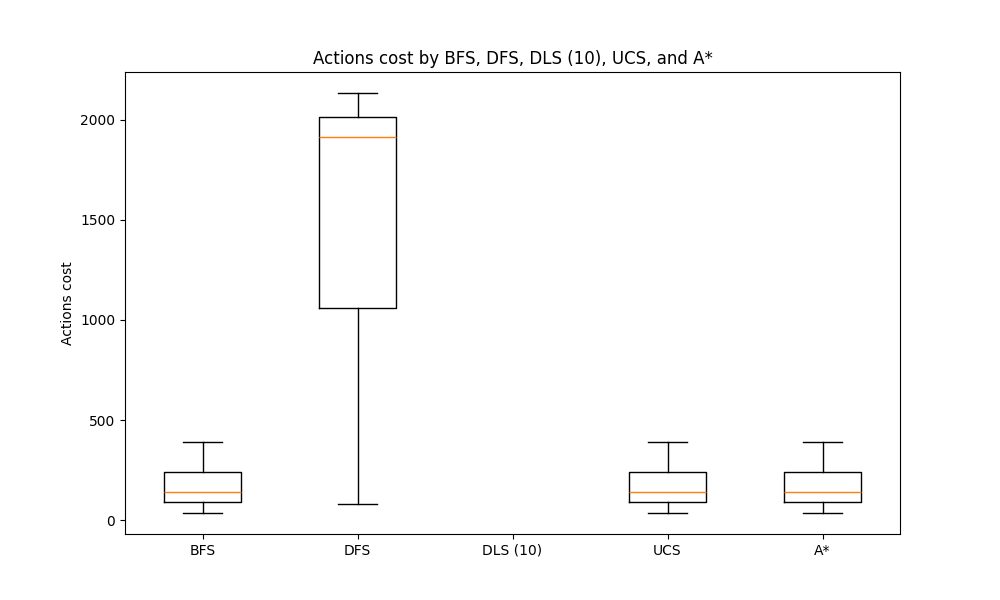 Actions cost by BFS, DFS, DLS (10), UCS, and A*
Actions cost
2000
1500
1000
500
0
BFS DFS DLS (10) UCS A*